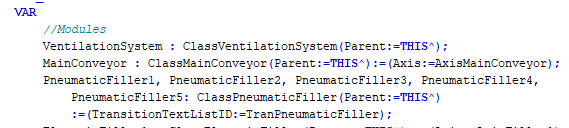 VAR
//Modules
VentilationSystem : ClassVentilationSystem(Parent:=THIS^);
MainConveyor : ClassMainConveyor(Parent:=THIS^):=(Axis:=AxisMainConveyor);
PneumaticFiller1, PneumaticFiller2, PneumaticFiller3, PneumaticFiller4,
PneumaticFiller5: ClassPneumaticFiller(Parent:=THIS^)
:=(TransitionTextListID:=TranPneumaticFiller);